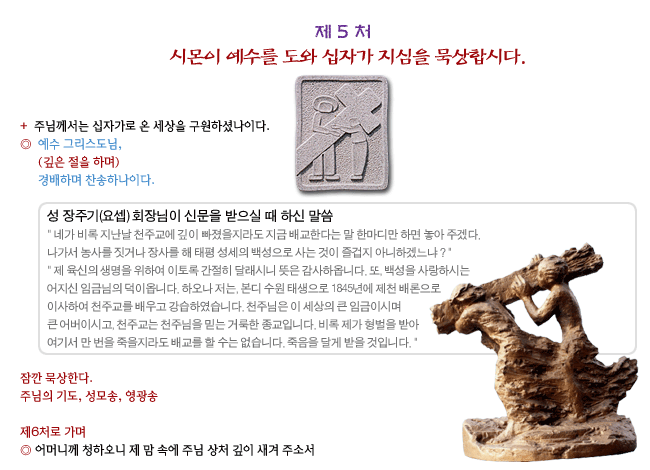 제 5 처
시몬이 예수를 도와 십자가 지심을 묵상합시다.
+ 주님께서는 십자가로 온 세상을 구원하셨나이다.
◎ 예수 그리스도님,
(깊은 절을 하며)
경배하며 찬송하나이다.
성 장주기(요셉) 회장님이 신문을 받으실 때 하신 말씀
" 네가 비록 지난날 천주교에 깊이 빠졌을지라도 지금 배교한다는 말 한마디만 하면 놓아 주겠다.
나가서 농사를 짓거나 장사를 해 태평 성세의 백성으로 사는 것이 즐겁지 아니하겠느냐 ? "
" 제 육신의 생명을 위하여 이토록 간절히 달래시니 뜻은 감사하옵니다. 또, 백성을 사랑하시는
어지신 임금님의 덕이옵니다. 하오나 저는, 본디 수원 태생으로 1845년에 제천 배론으로
이사하여 천주교를 배우고 강습하였습니다. 천주님은 이 세상의 큰 임금이시며
큰 어버이시고, 천주교는 천주님을 믿는 거룩한 종교입니다. 비록 제가 형벌을 받아
여기서 만 번을 죽을지라도 배교를 할 수는 없습니다. 죽음을 달게 받을 것입니다. "
잠깐 묵상한다.
주님의 기도, 성모송, 영광송
제6처로 가며
◎ 어머니께 청하오니 제 맘 속에 주님 상처 깊이 새겨 주소서